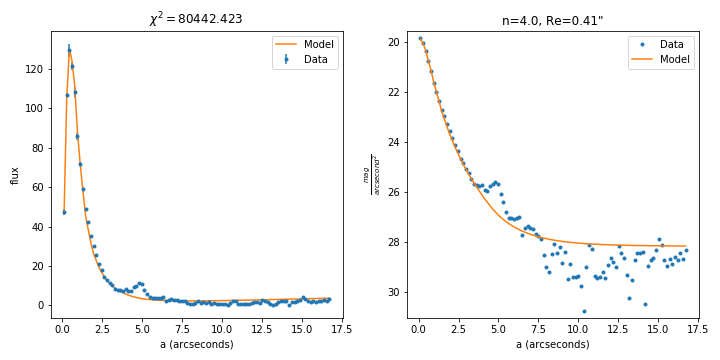 χ² = 80442.423
n=4.0, Re=0.41"
Model
Data
Data
Model
flux
mag
arcsecond²
120
100
80
60
40
20
0
20
22
24
26
28
30
0.0 2.5 5.0 7.5 10.0 12.5 15.0 17.5
0.0 2.5 5.0 7.5 10.0 12.5 15.0 17.5
a (arcseconds)
a (arcseconds)